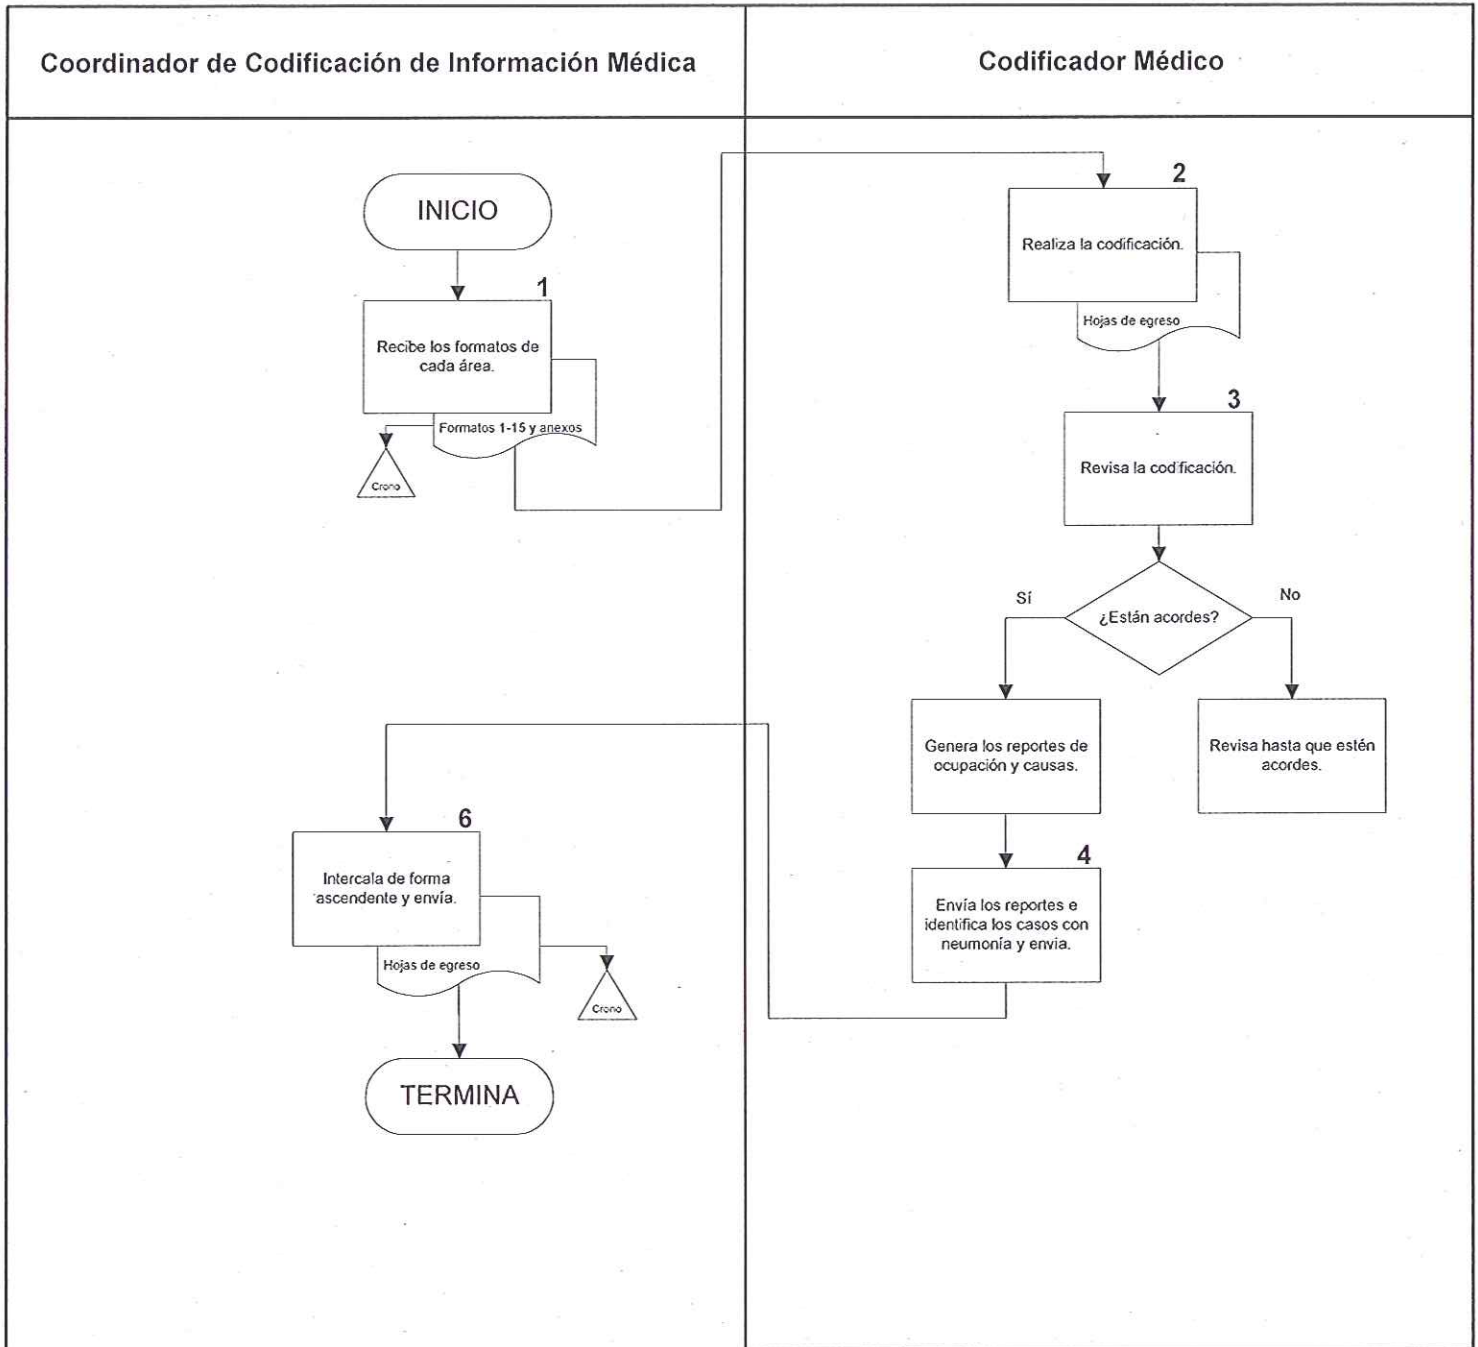 Coordinador de Codificación de Información Médica
Codificador Médico
INICIO
1
Recibe los formatos de
cada área.
Formatos 1-15 y anexos
Crono
2
Realiza la codificación.
Hojas de egreso
3
Revisa la codificación.
¿Están acordes?
Sí
No
Genera los reportes de
ocupación y causas.
Revisa hasta que estén
acordes.
4
Envía los reportes e
identifica los casos con
neumonía y envia.
6
Intercala de forma
ascendente y envía.
Hojas de egreso
Crono
TERMINA